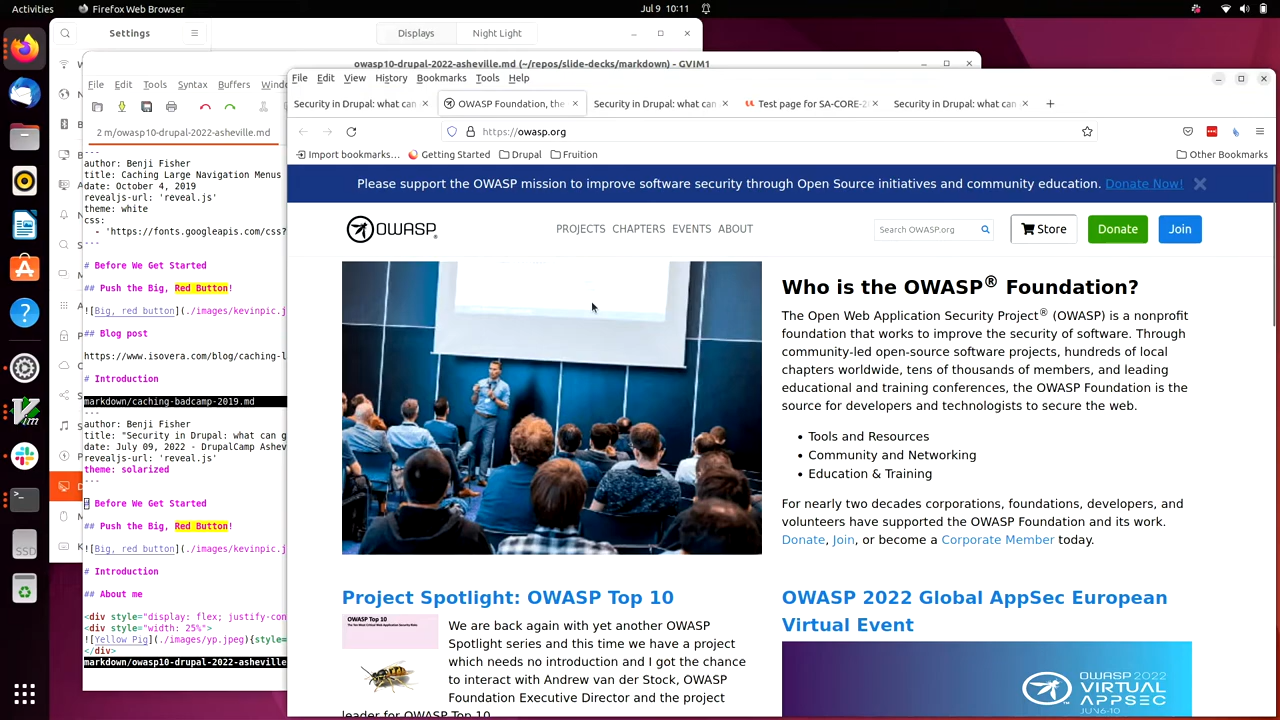 Activities
Firefox Web Browser
Jul 9 10:11
Settings
Displays
Night Light
owasp10-drupal-2022-asheville.md (~/repos/slide-decks/markdown) - GVIM1
File Edit Tools Syntax Buffers Windo
2 m/owasp10-drupal-2022-asheville.md
---
author: Benji Fisher
title: Caching Large Navigation Menus
date: October 4, 2019
revealjs-url: 'reveal.js'
theme: white
css:
- 'https://fonts.googleapis.com/css?
---
# Before We Get Started
## Push the Big, Red Button!
![Big, red button](./images/kevinpic.j
## Blog post
https://www.isovera.com/blog/caching-l
# Introduction
markdown/caching-badcamp-2019.md
---
author: Benji Fisher
title: "Security in Drupal: what can g
date: July 09, 2022 - DrupalCamp Ashev
revealjs-url: 'reveal.js'
theme: solarized
---
# Before We Get Started
## Push the Big, Red Button!
![Big, red button](./images/kevinpic.j
# Introduction
## About me
<div style="display: flex; justify-con
<div style="width: 25%">
![Yellow Pig](./images/yp.jpeg){style=
</div>
markdown/owasp10-drupal-2022-asheville
File Edit View History Bookmarks Tools Help
Security in Drupal: what can
OWASP Foundation, the
Security in Drupal: what can
Test page for SA-CORE-2
Security in Drupal: what can
https://owasp.org
Import bookmarks...
Getting Started
Drupal
Fruition
Other Bookmarks
Please support the OWASP mission to improve software security through Open Source initiatives and community education. Donate Now!
OWASP
PROJECTS CHAPTERS EVENTS ABOUT
Search OWASP.org
Store
Donate
Join
Who is the OWASP® Foundation?
The Open Web Application Security Project® (OWASP) is a nonprofit
foundation that works to improve the security of software. Through
community-led open-source software projects, hundreds of local
chapters worldwide, tens of thousands of members, and leading
educational and training conferences, the OWASP Foundation is the
source for developers and technologists to secure the web.
• Tools and Resources
• Community and Networking
• Education & Training
For nearly two decades corporations, foundations, developers, and
volunteers have supported the OWASP Foundation and its work.
Donate, Join, or become a Corporate Member today.
Project Spotlight: OWASP Top 10
OWASP Top 10
We are back again with yet another OWASP
Spotlight series and this time we have a project
which needs no introduction and I got the chance
to interact with Andrew van der Stock, OWASP
Foundation Executive Director and the project
leader for OWASP Top 10.
OWASP 2022 Global AppSec European
Virtual Event
OWASP 2022
VIRTUAL
APPSEC
JUN 6-10
SSD